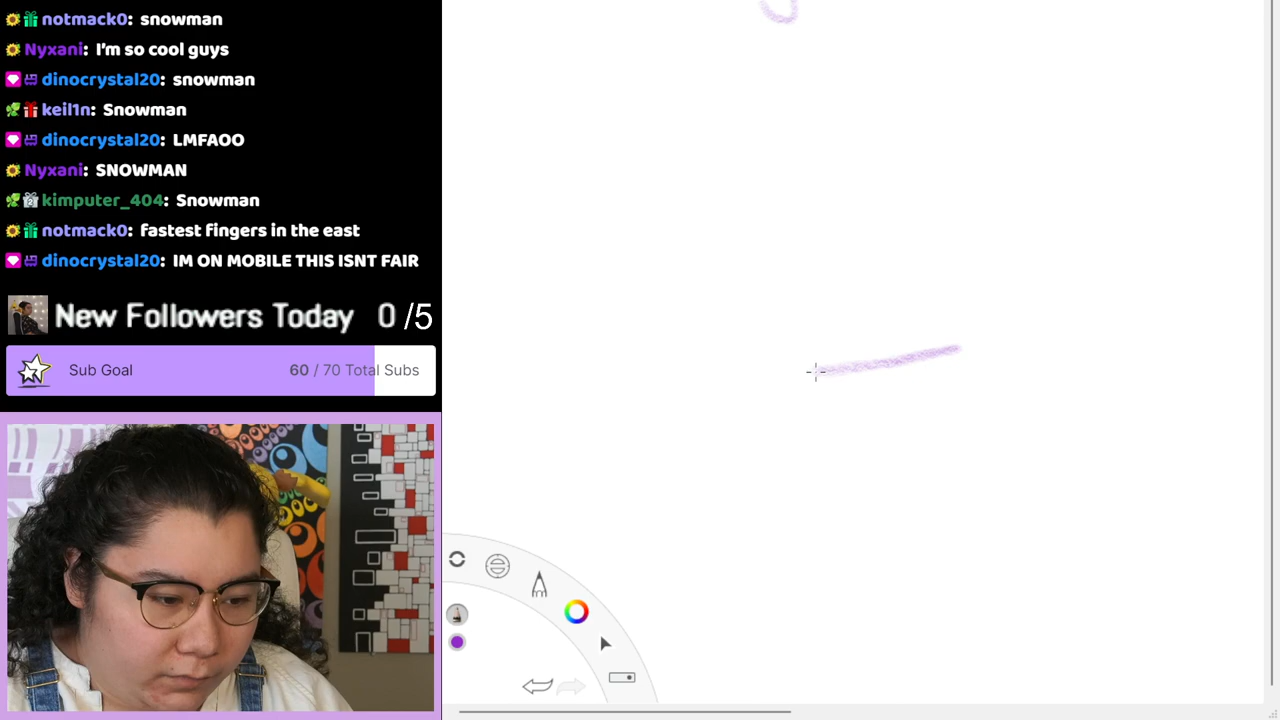 notmack0: snowman
Nyxani: I'm so cool guys
dinocrystal20: snowman
keil1n: Snowman
dinocrystal20: LMFAOO
Nyxani: SNOWMAN
kimputer_404: Snowman
notmack0: fastest fingers in the east
dinocrystal20: IM ON MOBILE THIS ISNT FAIR
New Followers Today 0 /5
Sub Goal 60 / 70 Total Subs